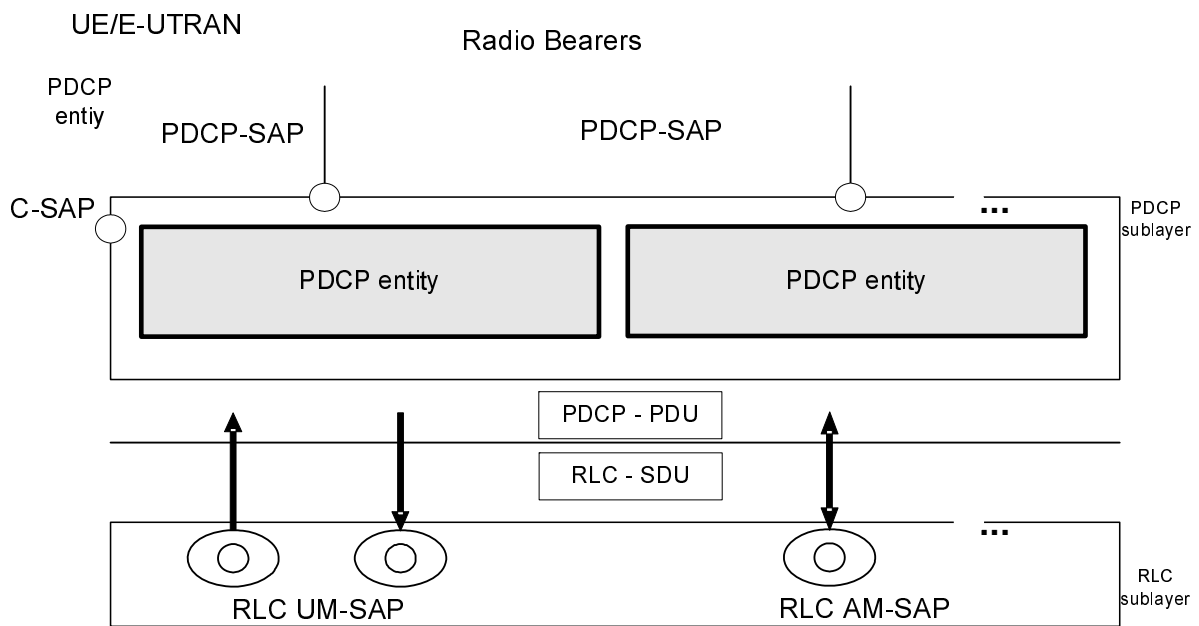 UE/E-UTRAN
Radio Bearers
PDCP
entiy
PDCP-SAP
PDCP-SAP
C-SAP
...
PDCP
sublayer
PDCP entity
PDCP entity
PDCP - PDU
RLC - SDU
...
RLC UM-SAP
RLC AM-SAP
RLC
sublayer